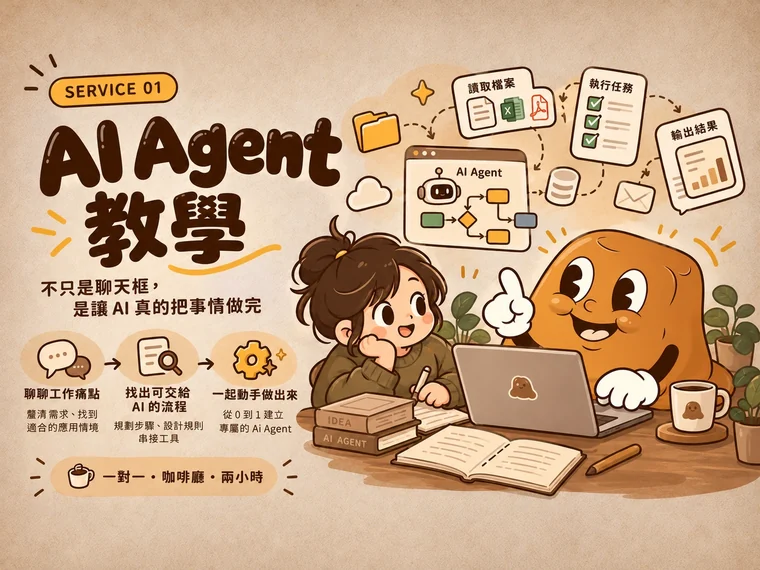 SERVICE 01
AI Agent
教學
不只是聊天框，
是讓 AI 真的把事情做完
聊聊工作痛點
釐清需求、找到
適合的應用情境
找出可交給
AI 的流程
規劃步驟、設計規則
串接工具
一起動手做出來
從 0 到 1 建立
專屬的 Ai Agent
一對一・咖啡廳・兩小時
讀取檔案
X
執行任務
輸出結果
AI Agent
IDEA
AI AGENT